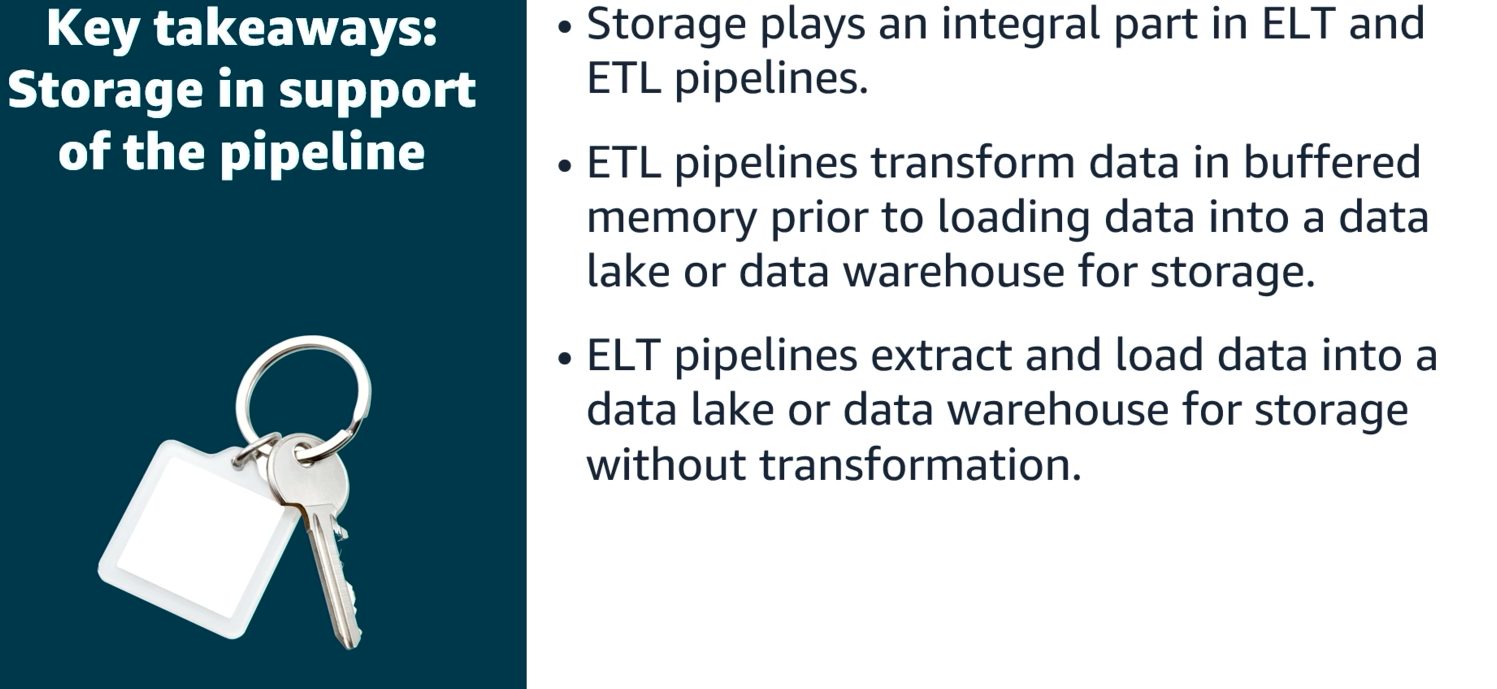 Key takeaways:
Storage in support
of the pipeline
• Storage plays an integral part in ELT and
ETL pipelines.
• ETL pipelines transform data in buffered
memory prior to loading data into a data
lake or data warehouse for storage.
• ELT pipelines extract and load data into a
data lake or data warehouse for storage
without transformation.